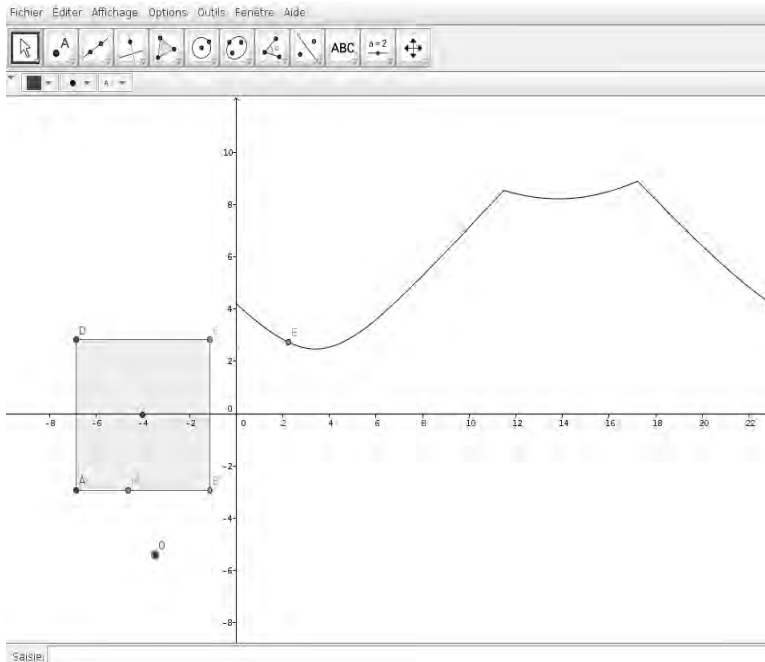 Fichier Éditer Affichage Options Outils Fenêtre Aide
A ABC a=2
10
8
6
4
D C E
2
0
-8 -6 -4 -2 0 2 4 6 8 10 12 14 16 18 20 22
-2
A M B
-4
O
-6
-8
Saisie: